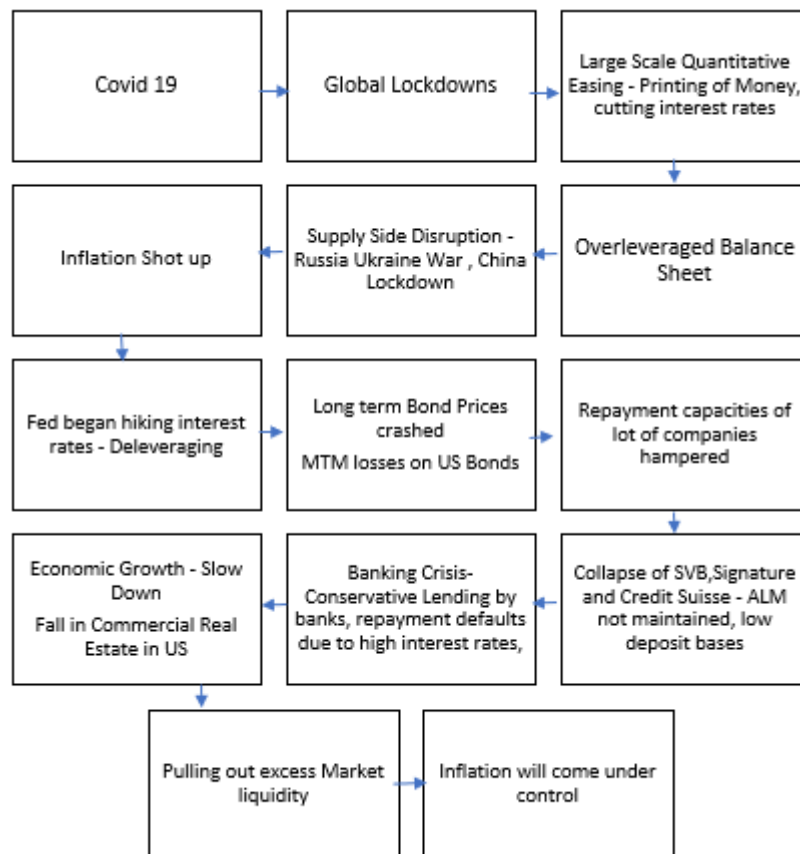 Covid 19
Global Lockdowns
Large Scale Quantitative
Easing - Printing of Money,
cutting interest rates
Overleveraged Balance
Sheet
Supply Side Disruption -
Russia Ukraine War , China
Lockdown
Inflation Shot up
Fed began hiking interest
rates - Deleveraging
Long term Bond Prices
crashed
MTM losses on US Bonds
Repayment capacities of
lot of companies
hampered
Collapse of SVB,Signature
and Credit Suisse - ALM
not maintained, low
deposit bases
Banking Crisis-
Conservative Lending by
banks, repayment defaults
due to high interest rates,
Economic Growth - Slow
Down
Fall in Commercial Real
Estate in US
Pulling out excess Market
liquidity
Inflation will come under
control